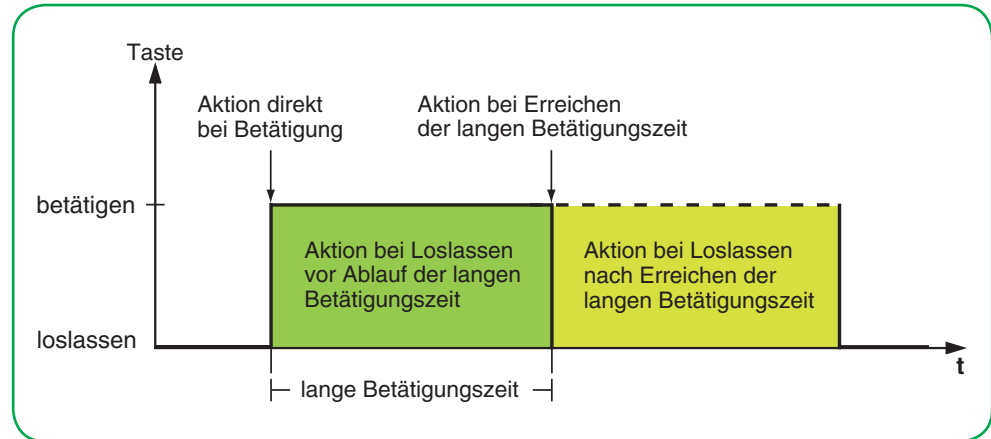 Taste
Aktion direkt
bei Betätigung
Aktion bei Erreichen
der langen Betätigungszeit
betätigen
Aktion bei Loslassen
vor Ablauf der langen
Betätigungszeit
Aktion bei Loslassen
nach Erreichen der
langen Betätigungszeit
loslassen
t
lange Betätigungszeit